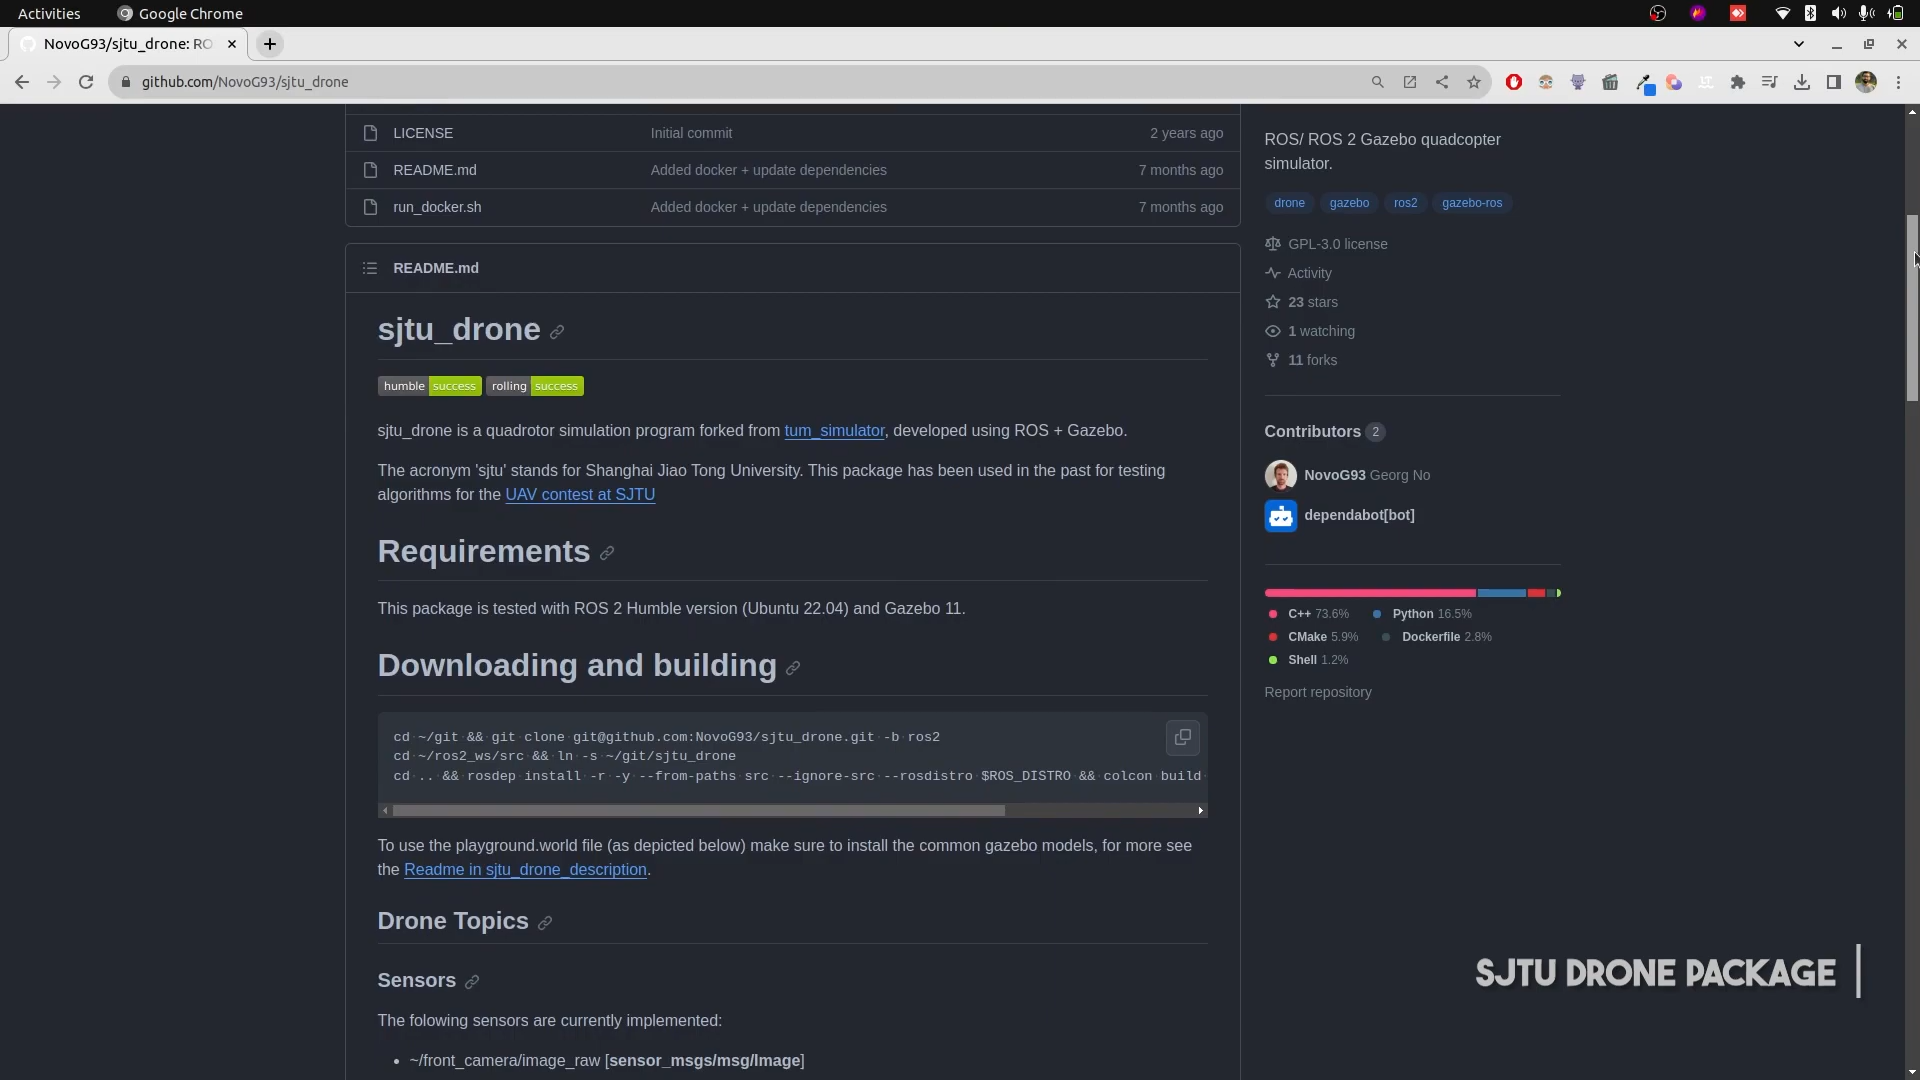 Activities
Google Chrome
NovoG93/sjtu_drone: RO
github.com/NovoG93/sjtu_drone
LICENSE Initial commit 2 years ago
README.md Added docker + update dependencies 7 months ago
run_docker.sh Added docker + update dependencies 7 months ago
README.md
sjtu_drone
humble success rolling success
sjtu_drone is a quadrotor simulation program forked from tum_simulator, developed using ROS + Gazebo.
The acronym 'sjtu' stands for Shanghai Jiao Tong University. This package has been used in the past for testing
algorithms for the UAV contest at SJTU
Requirements
This package is tested with ROS 2 Humble version (Ubuntu 22.04) and Gazebo 11.
Downloading and building
cd ~/git && git clone git@github.com:NovoG93/sjtu_drone.git -b ros2
cd ~/ros2_ws/src && ln -s ~/git/sjtu_drone
cd .. && rosdep install -r -y --from-paths src --ignore-src --rosdistro $ROS_DISTRO && colcon build
To use the playground.world file (as depicted below) make sure to install the common gazebo models, for more see
the Readme in sjtu_drone_description.
Drone Topics
Sensors
The folowing sensors are currently implemented:
• ~/front_camera/image_raw [sensor_msgs/msg/Image]
ROS/ ROS 2 Gazebo quadcopter
simulator.
drone gazebo ros2 gazebo-ros
GPL-3.0 license
Activity
23 stars
1 watching
11 forks
Contributors 2
NovoG93 Georg No
dependabot[bot]
C++ 73.6% Python 16.5%
CMake 5.9% Dockerfile 2.8%
Shell 1.2%
Report repository
SJTU DRONE PACKAGE